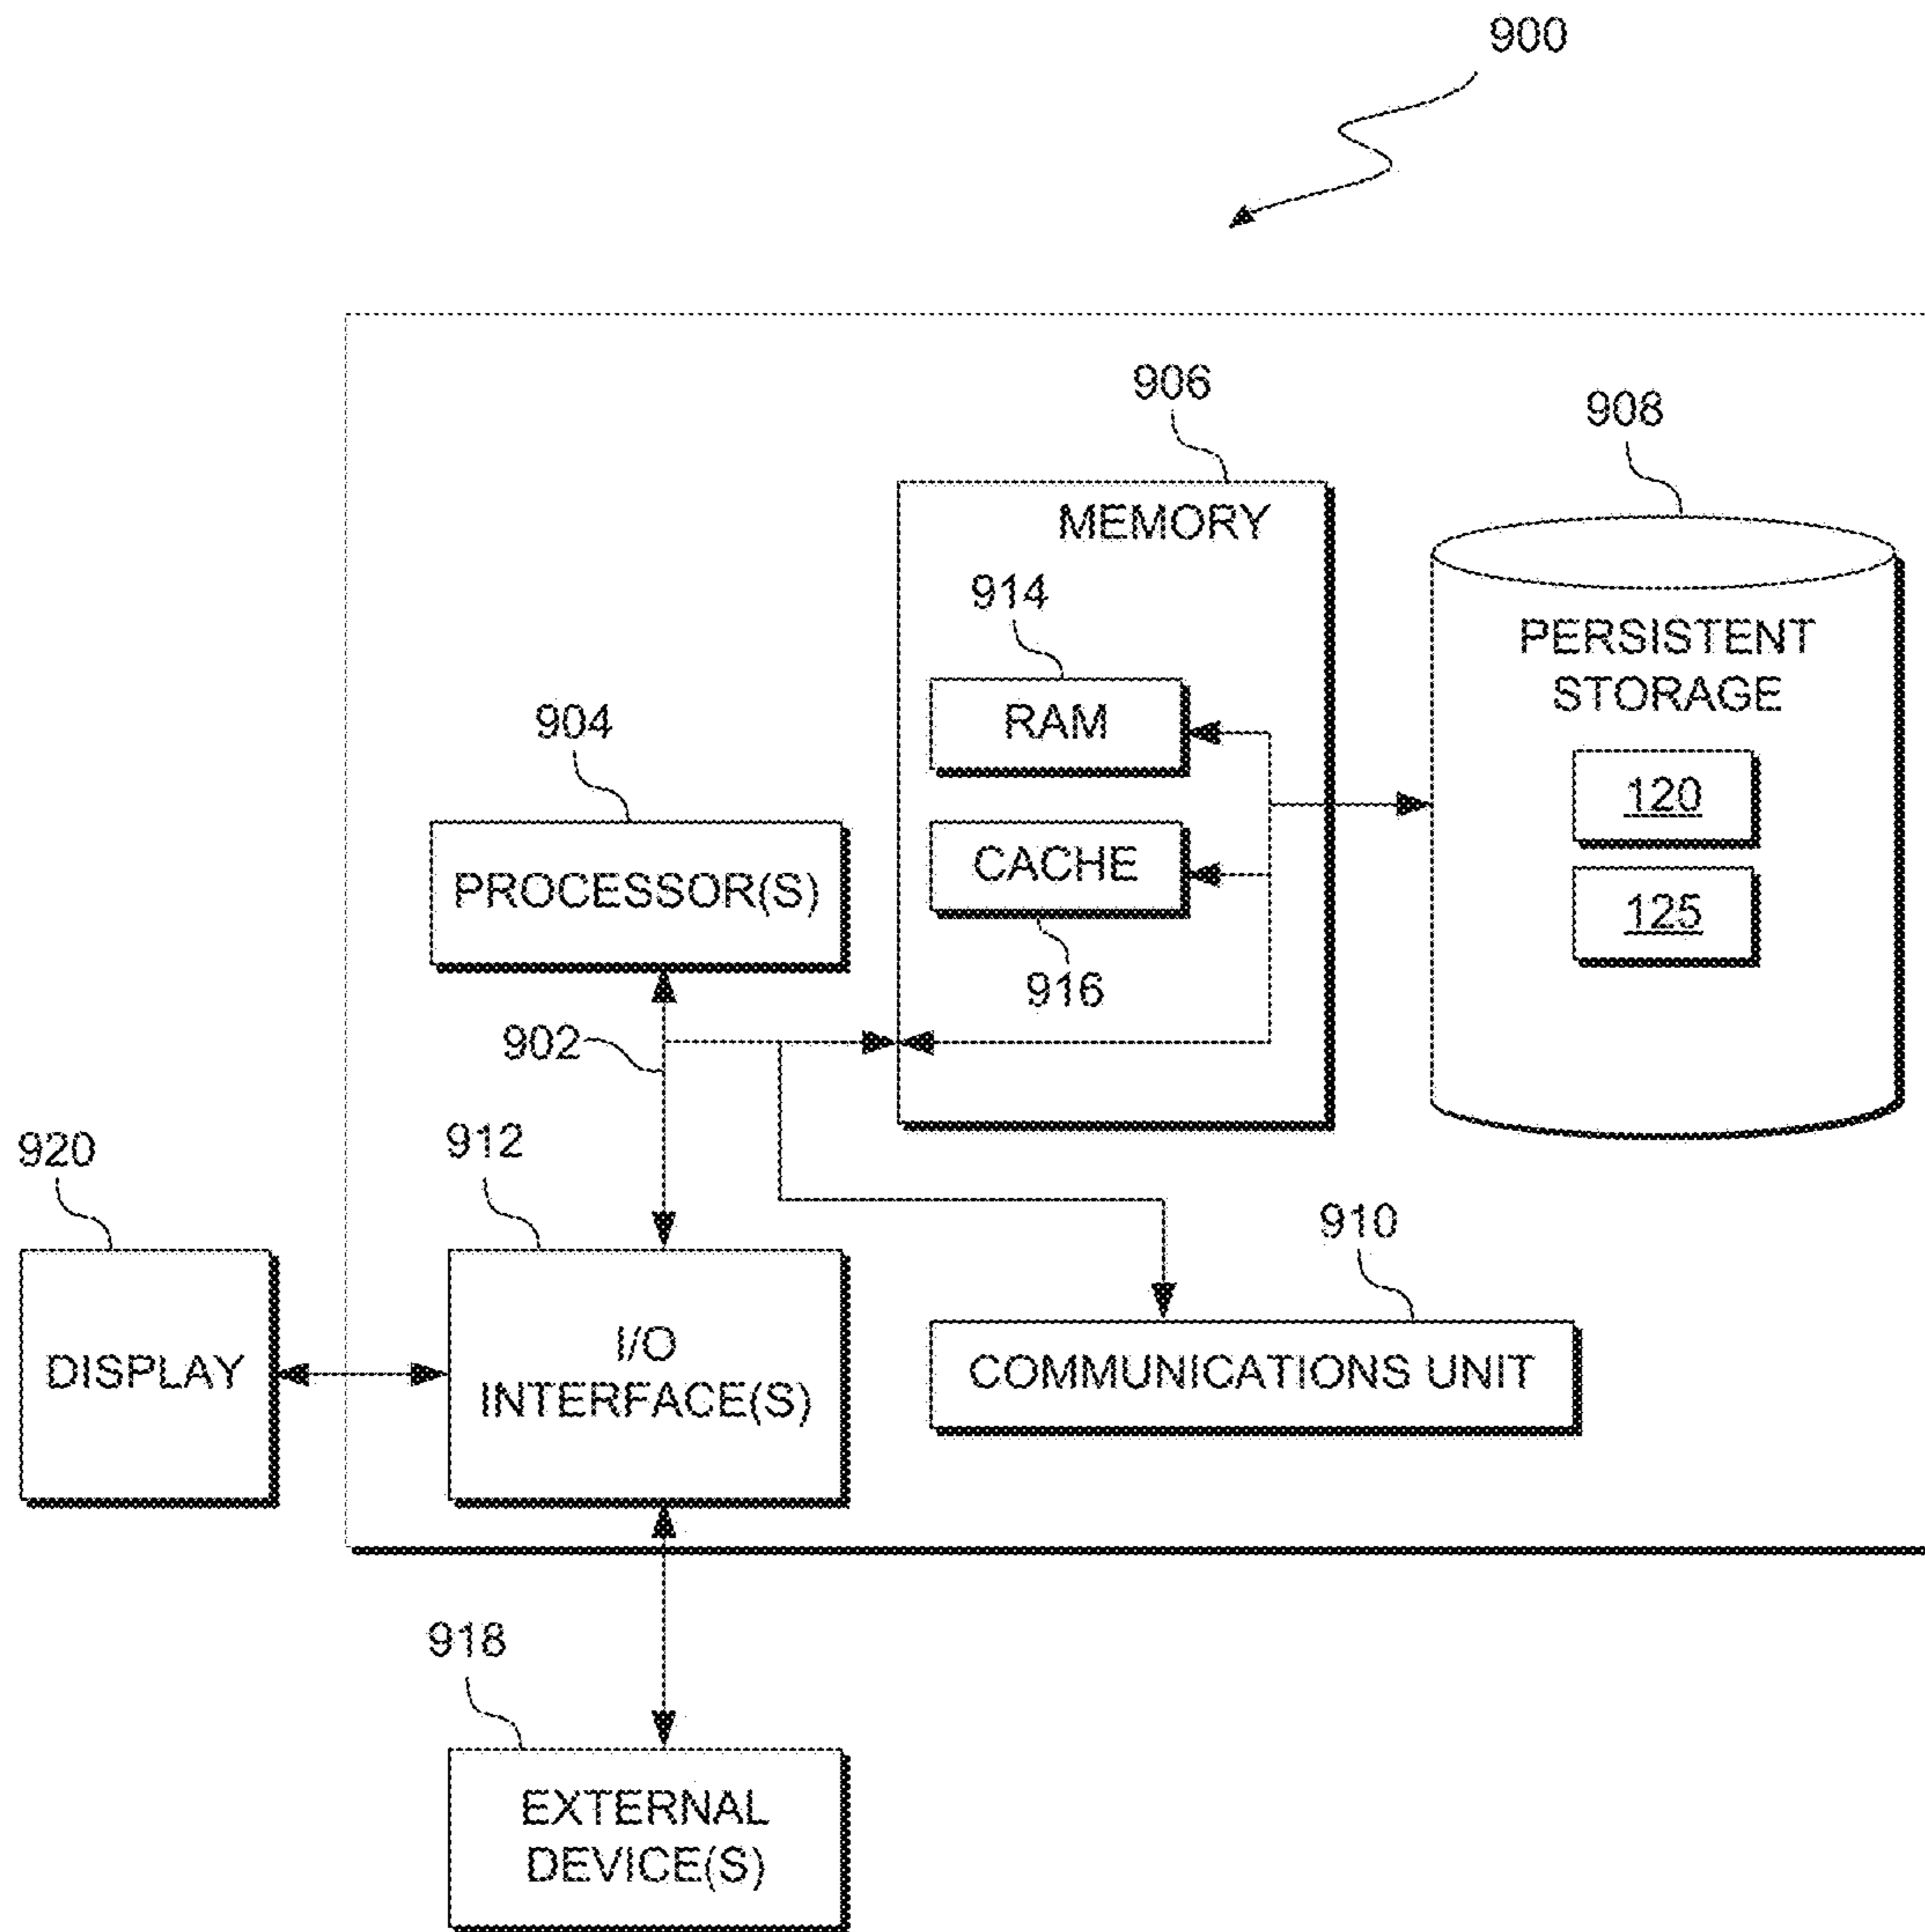 900
906
908
MEMORY
914
PERSISTENT
STORAGE
RAM
904
120
CACHE
PROCESSOR(S)
125
916
902
920
912
910
I/O
INTERFACE(S)
DISPLAY
COMMUNICATIONS UNIT
918
EXTERNAL
DEVICE(S)